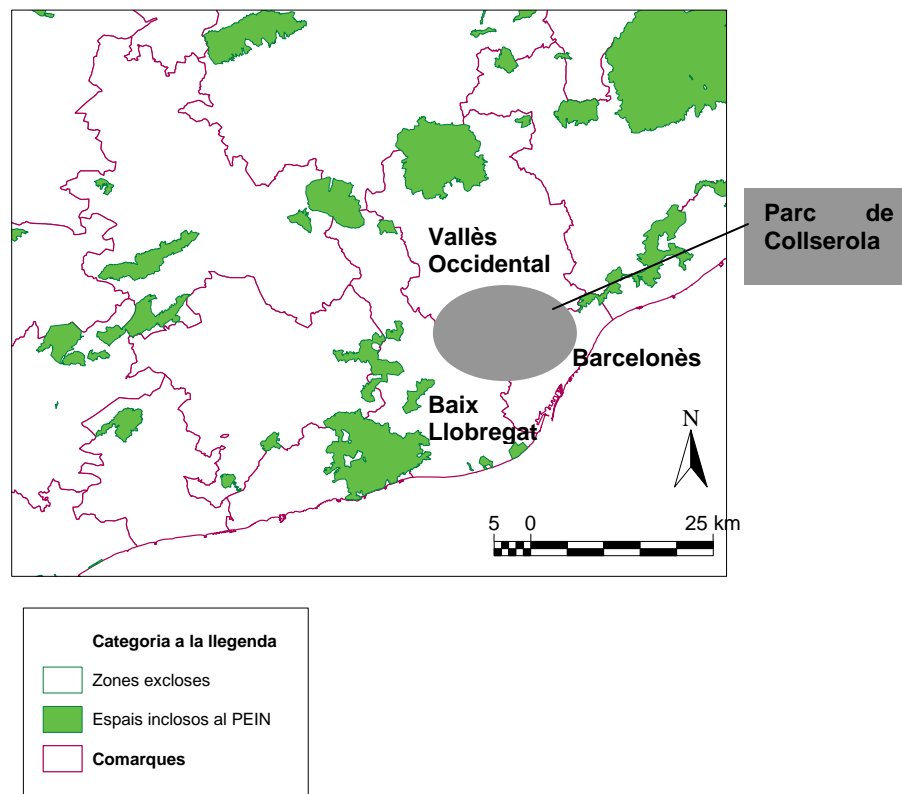 Parc de
Collserola
Vallès
Occidental
Barcelonès
Baix
Llobregat
N
5 0 25 km
Categoria a la llegenda
Zones excloses
Espais inclosos al PEIN
Comarques